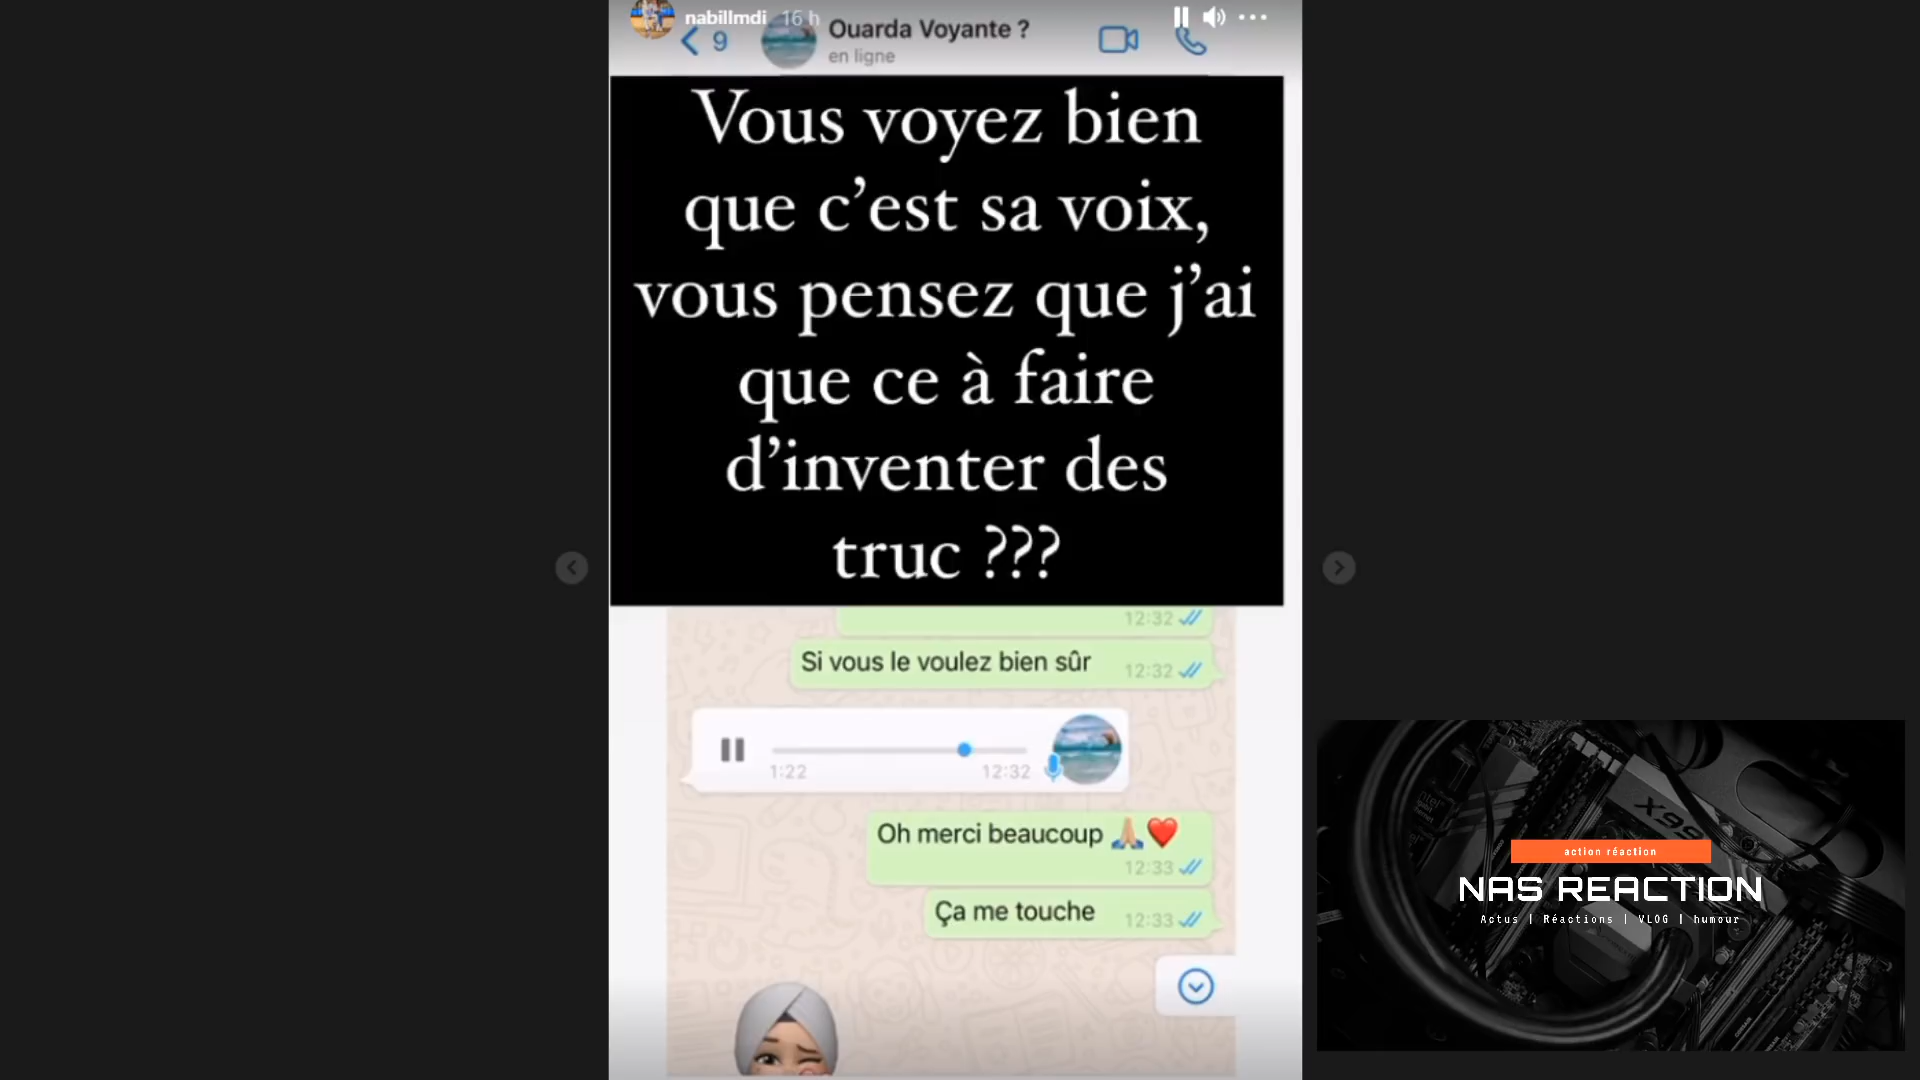 nabillmdi 16 h
9
Ouarda Voyante ?
en ligne
Vous voyez bien
que c’est sa voix,
vous pensez que j’ai
que ce à faire
d’inventer des
truc ???
12:32
Si vous le voulez bien sûr 12:32
1:22 12:32
Oh merci beaucoup 🙏🏼❤️
12:33
Ça me touche 12:33
X99
action réaction
NAS REACTION
Actus | Réactions | VLOG | humour